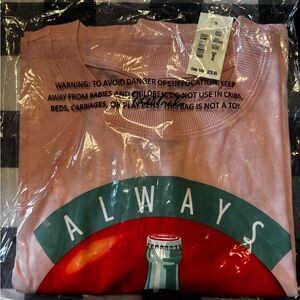 WARNING: TO AVOID DANGER OF SUFFOCATION, KEEP
AWAY FROM BABIES AND CHILDREN. DO NOT USE IN CRIBS,
BEDS, CARRIAGES, OR PLAY PENS. THIS BAG IS NOT A TOY.
ALWAYS